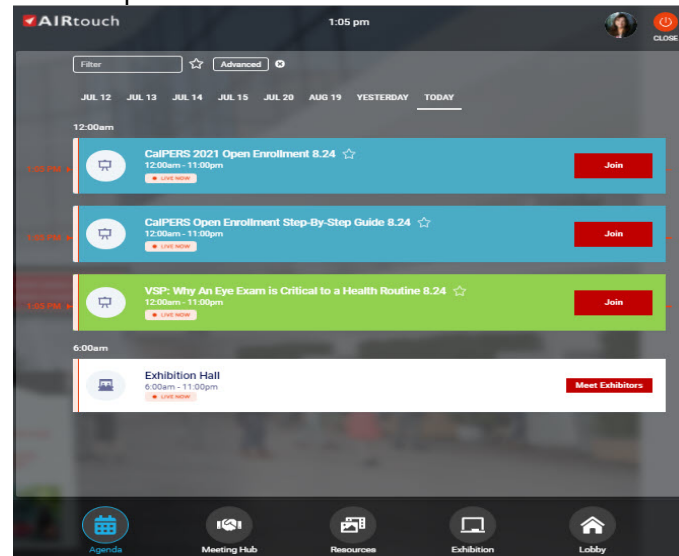 AIRtouch
1:05 pm
CLOSE
Filter
Advanced
JUL 12 JUL 13 JUL 14 JUL 15 JUL 20 AUG 19 YESTERDAY TODAY
12:00am
CalPERS 2021 Open Enrollment 8.24
12:00am - 11:00pm
LIVE NOW
Join
1:05 PM
CalPERS Open Enrollment Step-By-Step Guide 8.24
12:00am - 11:00pm
LIVE NOW
Join
1:05 PM
VSP: Why An Eye Exam is Critical to a Health Routine 8.24
12:00am - 11:00pm
LIVE NOW
Join
1:05 PM
6:00am
Exhibition Hall
6:00am - 11:00pm
LIVE NOW
Meet Exhibitors
Agenda
Meeting Hub
Resources
Exhibition
Lobby